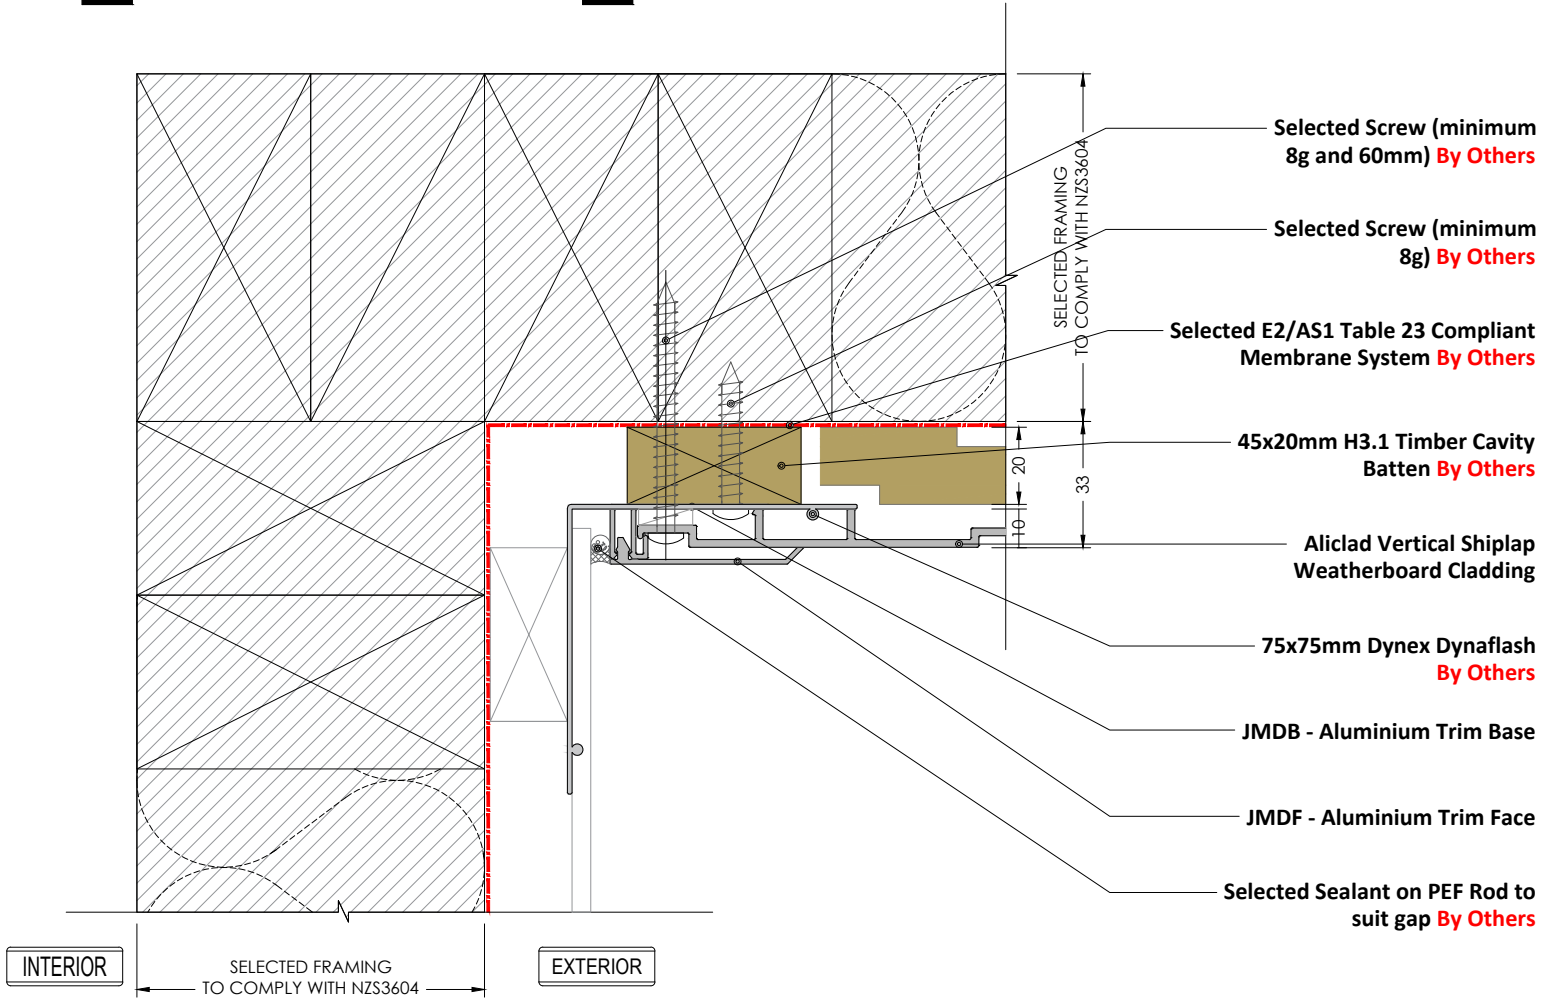 Selected Screw (minimum
8g and 60mm) By Others
Selected Screw (minimum
8g) By Others
SELECTED FRAMING
TO COMPLY WITH NZS3604
Selected E2/AS1 Table 23 Compliant
Membrane System By Others
45x20mm H3.1 Timber Cavity
Batten By Others
20
33
10
Aliclad Vertical Shiplap
Weatherboard Cladding
75x75mm Dynex Dynaflash
By Others
JMDB - Aluminium Trim Base
JMDF - Aluminium Trim Face
Selected Sealant on PEF Rod to
suit gap By Others
INTERIOR
SELECTED FRAMING
TO COMPLY WITH NZS3604
EXTERIOR